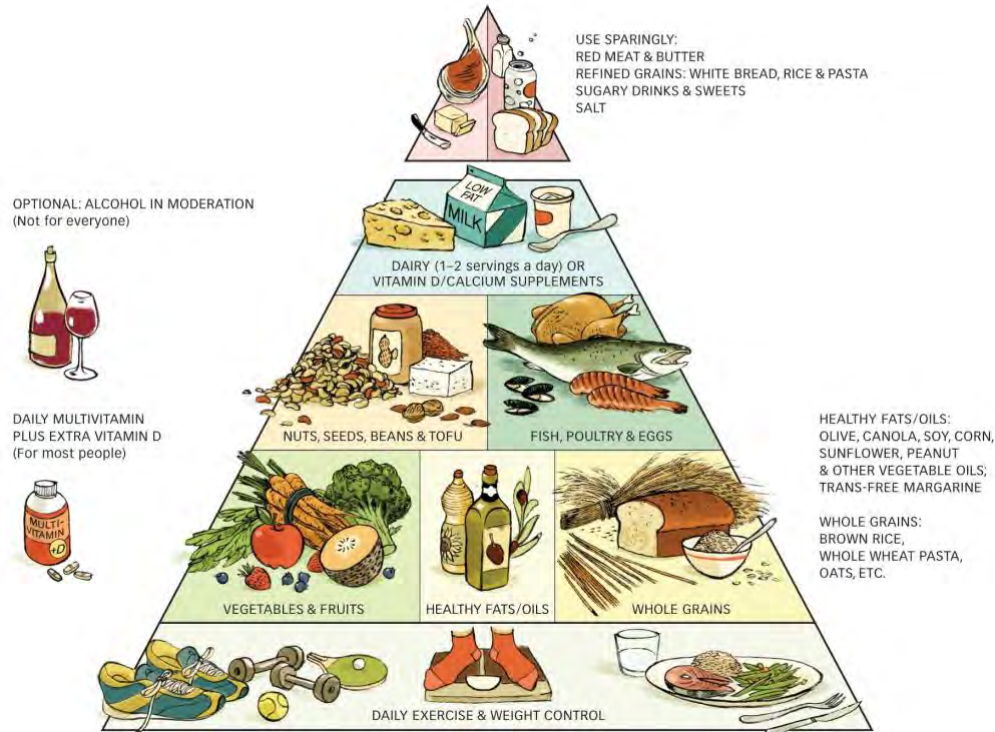 USE SPARINGLY:
RED MEAT & BUTTER
REFINED GRAINS: WHITE BREAD, RICE & PASTA
SUGARY DRINKS & SWEETS
SALT
OPTIONAL: ALCOHOL IN MODERATION
(Not for everyone)
LOW
FAT
MILK
DAIRY (1–2 servings a day) OR
VITAMIN D/CALCIUM SUPPLEMENTS
DAILY MULTIVITAMIN
PLUS EXTRA VITAMIN D
(For most people)
MULTI-
VITAMIN
+D
NUTS, SEEDS, BEANS & TOFU
FISH, POULTRY & EGGS
HEALTHY FATS/OILS:
OLIVE, CANOLA, SOY, CORN,
SUNFLOWER, PEANUT
& OTHER VEGETABLE OILS;
TRANS-FREE MARGARINE
WHOLE GRAINS:
BROWN RICE,
WHOLE WHEAT PASTA,
OATS, ETC.
VEGETABLES & FRUITS
HEALTHY FATS/OILS
WHOLE GRAINS
DAILY EXERCISE & WEIGHT CONTROL